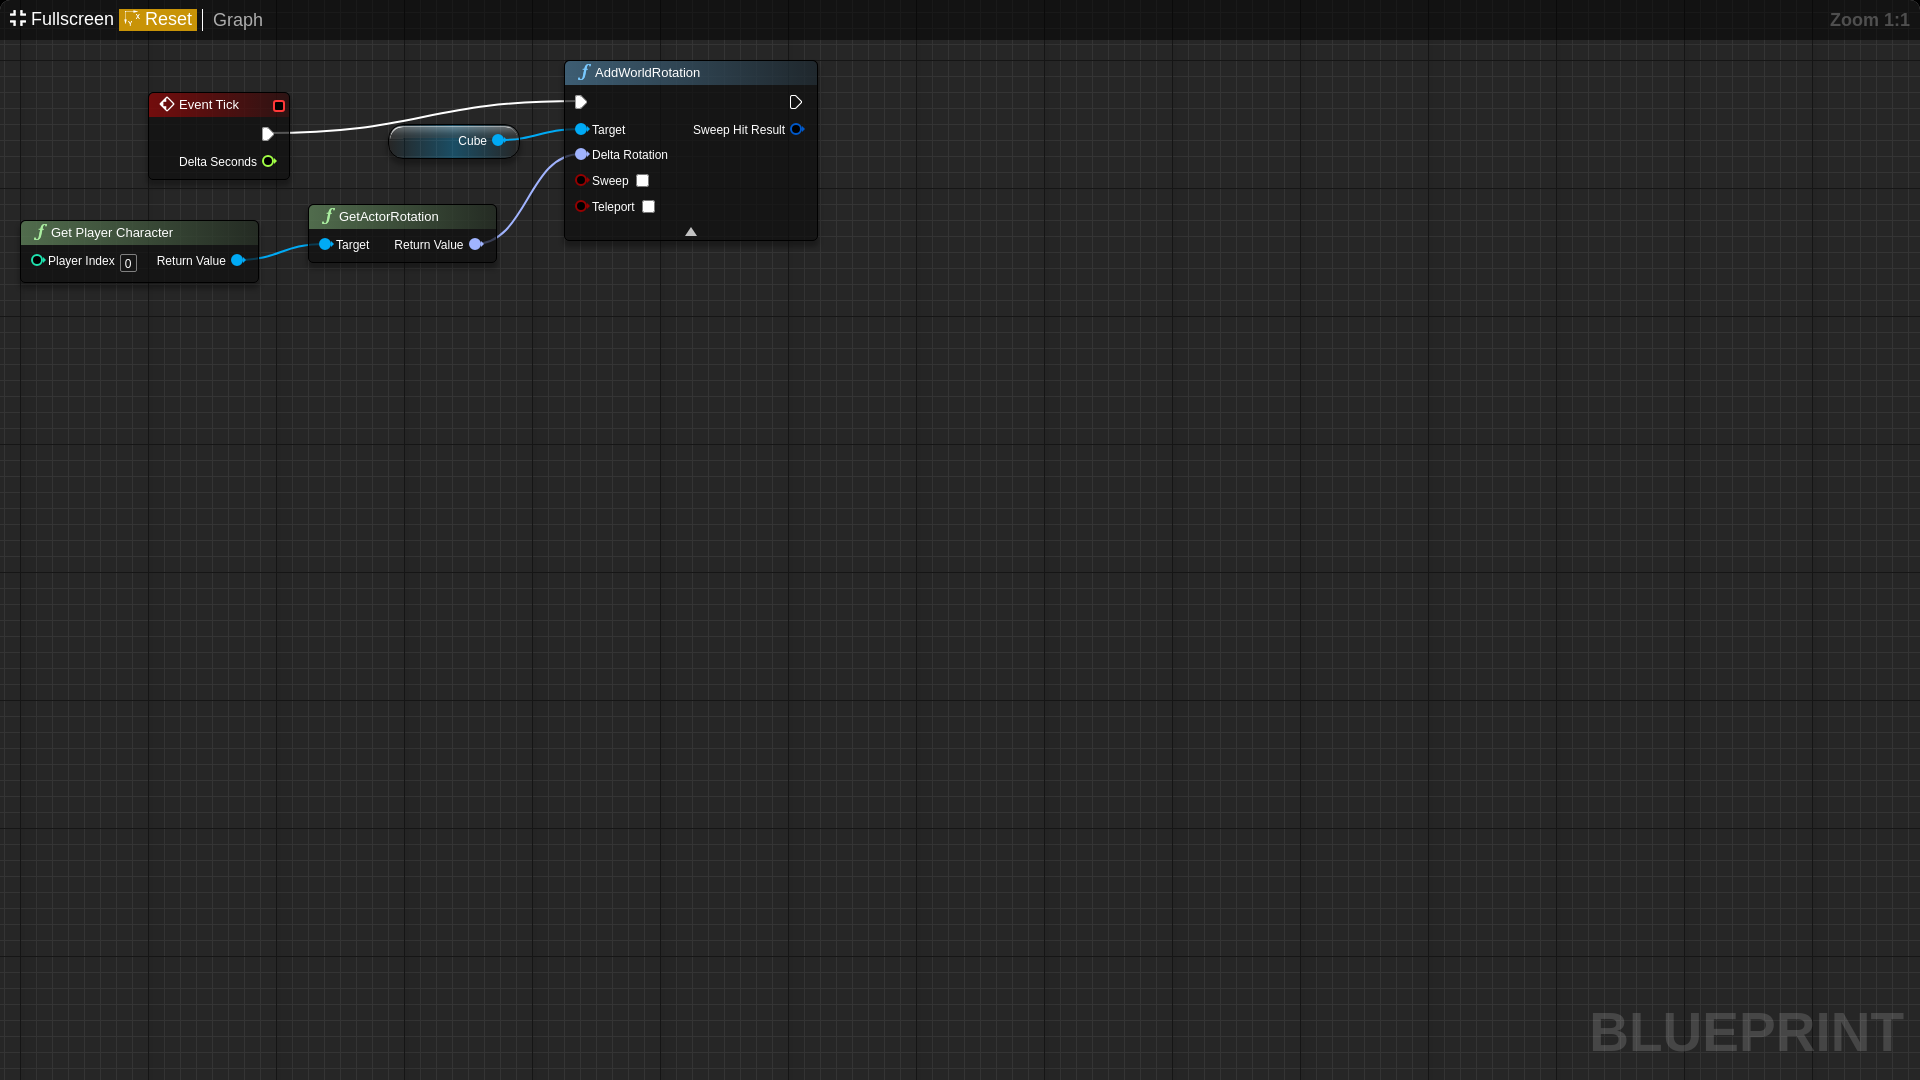 Fullscreen Reset Graph
Zoom 1:1
AddWorldRotation
Target
Sweep Hit Result
Delta Rotation
Sweep
Teleport
Event Tick
Delta Seconds
Cube
GetActorRotation
Target
Return Value
Get Player Character
Player Index 0
Return Value
BLUEPRINT